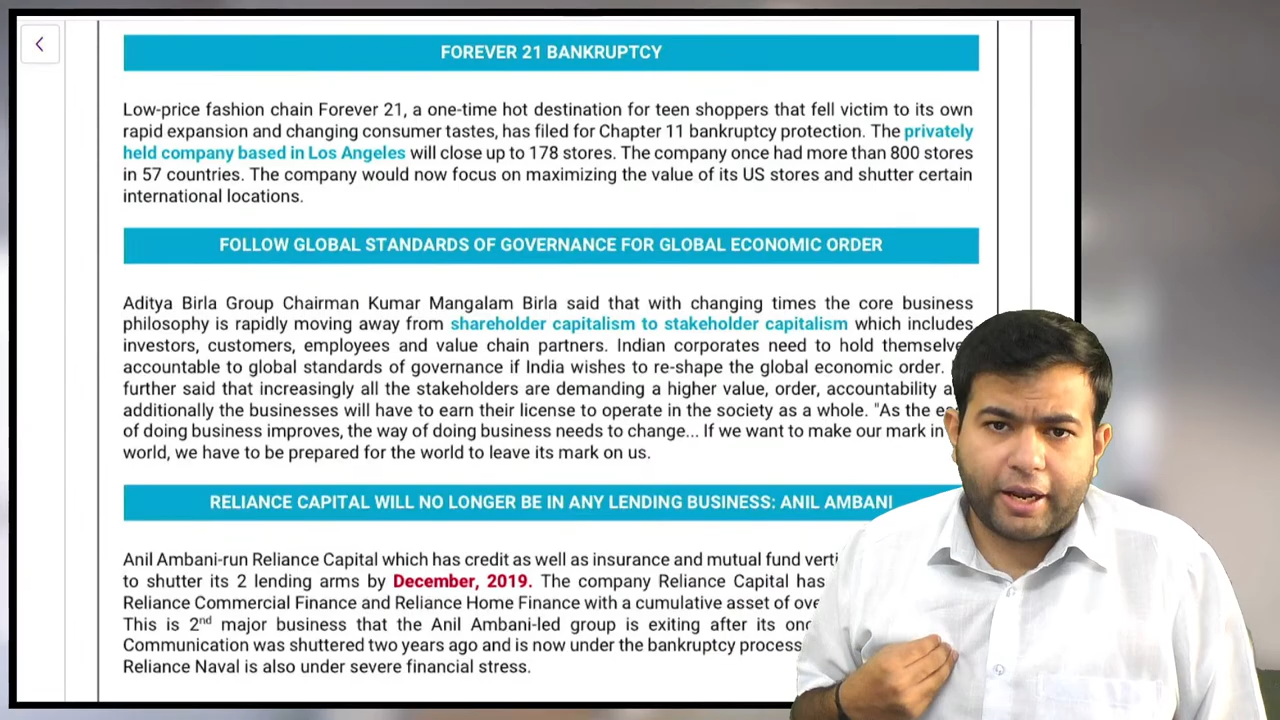 FOREVER 21 BANKRUPTCY
Low-price fashion chain Forever 21, a one-time hot destination for teen shoppers that fell victim to its own
rapid expansion and changing consumer tastes, has filed for Chapter 11 bankruptcy protection. The privately
held company based in Los Angeles will close up to 178 stores. The company once had more than 800 stores
in 57 countries. The company would now focus on maximizing the value of its US stores and shutter certain
international locations.
FOLLOW GLOBAL STANDARDS OF GOVERNANCE FOR GLOBAL ECONOMIC ORDER
Aditya Birla Group Chairman Kumar Mangalam Birla said that with changing times the core business
philosophy is rapidly moving away from shareholder capitalism to stakeholder capitalism which includes
investors, customers, employees and value chain partners. Indian corporates need to hold
accountable to global standards of governance if India wishes to re-shape the global economic order.
further said that increasingly all the stakeholders are demanding a higher value, order, accountability
additionally the businesses will have to earn their license to operate in the society as a whole. "As the
of doing business improves, the way of doing business needs to change... If we want to make our mark in
world, we have to be prepared for the world to leave its mark on us.
RELIANCE CAPITAL WILL NO LONGER BE IN ANY LENDING BUSINESS: ANIL AMBANI
Anil Ambani-run Reliance Capital which has credit as well as insurance and mutual fund
to shutter its 2 lending arms by December, 2019. The company Reliance Capital has
Reliance Commercial Finance and Reliance Home Finance with a cumulative asset of
This is 2nd major business that the Anil Ambani-led group is exiting after its
Communication was shuttered two years ago and is now under the bankruptcy process
Reliance Naval is also under severe financial stress.